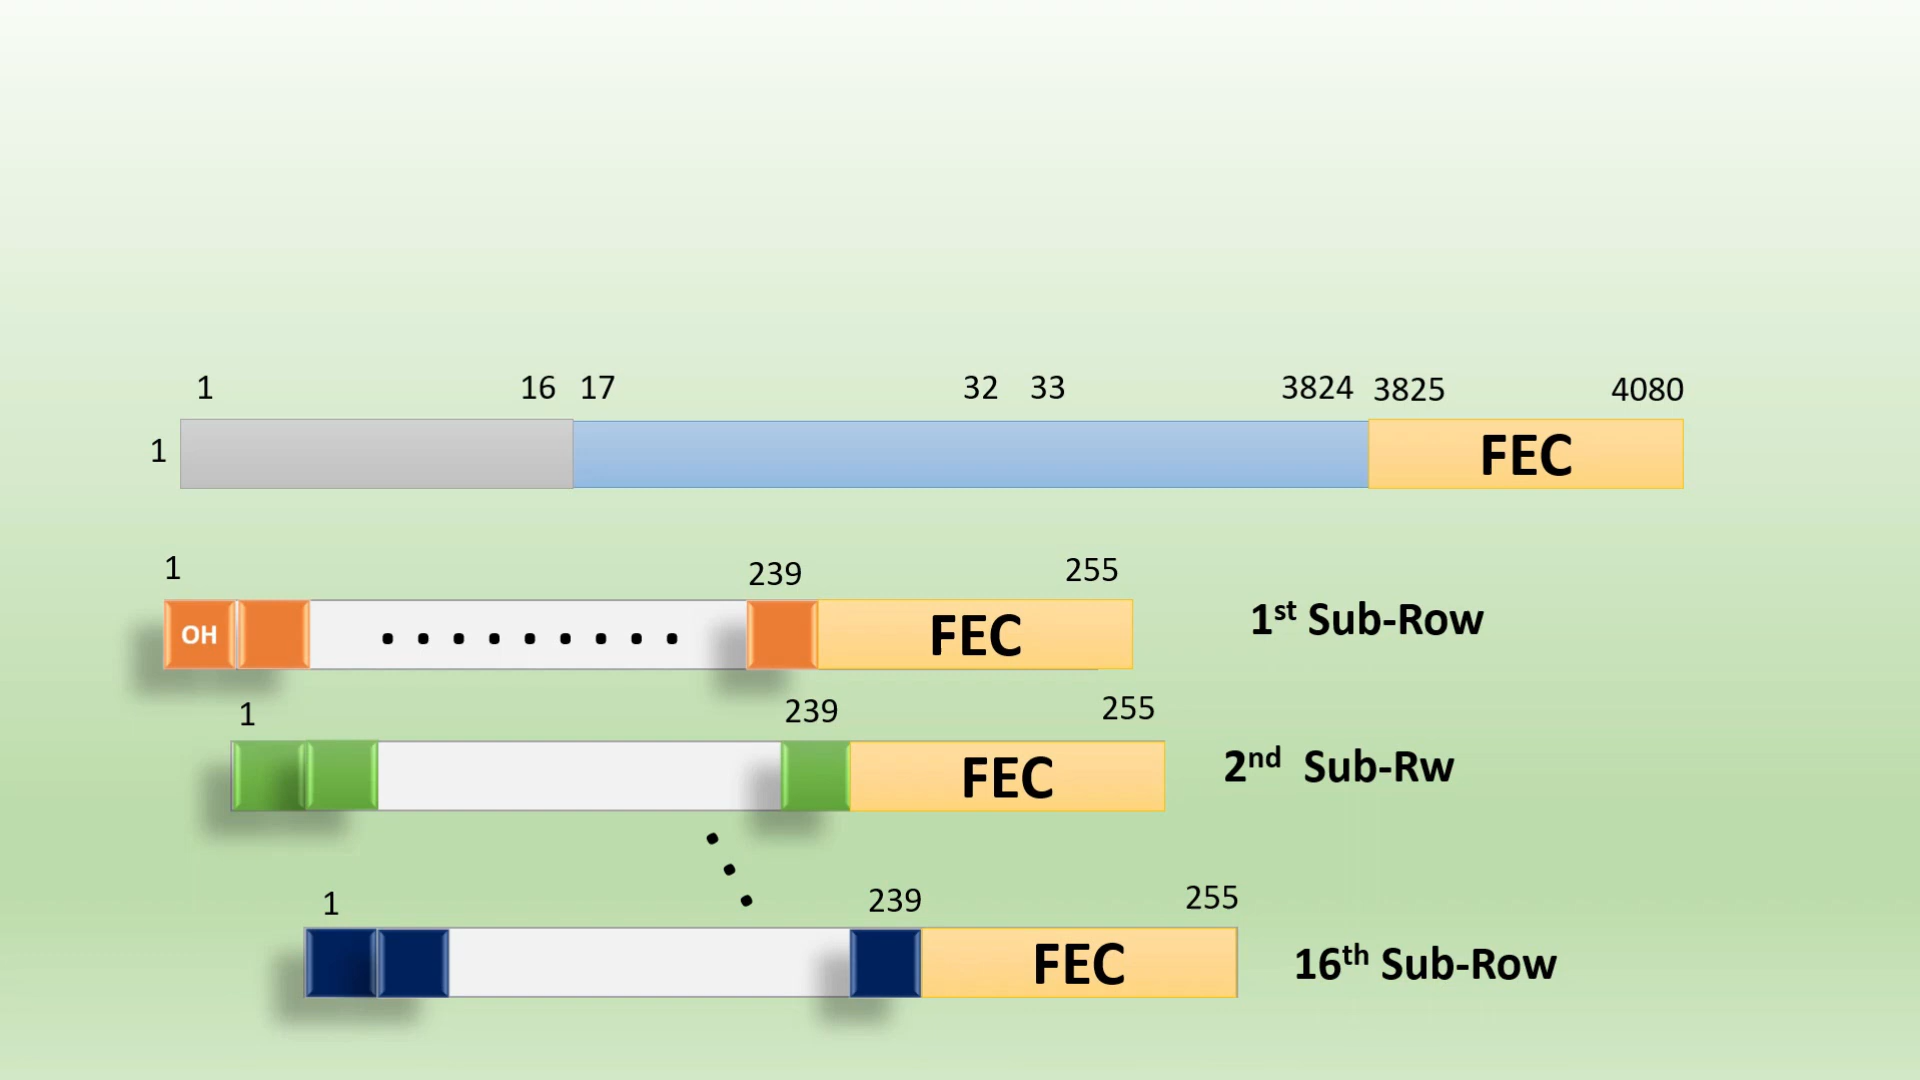 1 16 17 32 33 3824 3825 4080
1 FEC
1 239 255
OH FEC 1st Sub-Row
1 239 255
FEC 2nd Sub-Rw
1 239 255
FEC 16th Sub-Row